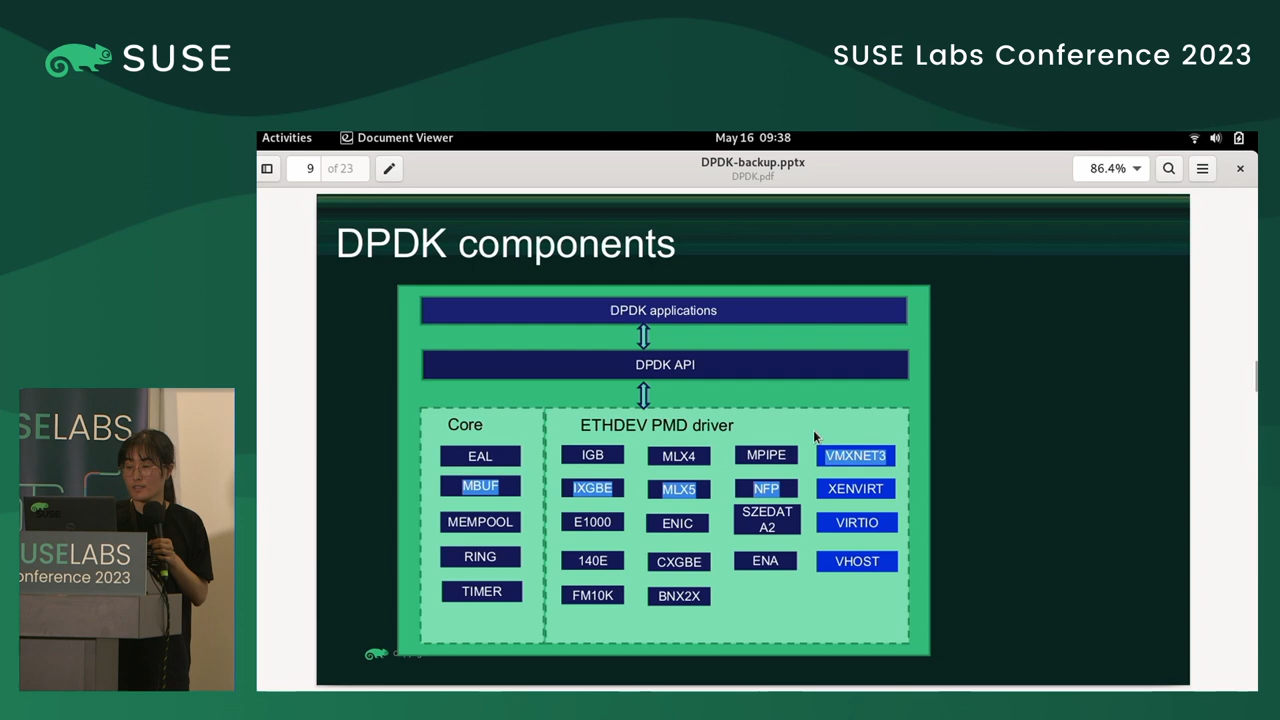 SUSE
SUSE Labs Conference 2023
Activities
Document Viewer
May 16 09:38
9
of 23
DPDK-backup.pptx
DPDK.pdf
86.4%
DPDK components
DPDK applications
DPDK API
Core
ETHDEV PMD driver
EAL
IGB
MLX4
MPIPE
VMXNET3
MBUF
IXGBE
MLX5
NFP
XENVIRT
MEMPOOL
E1000
ENIC
SZEDAT
A2
VIRTIO
RING
140E
CXGBE
ENA
VHOST
TIMER
FM10K
BNX2X
SELABS
USELABS
onference 2023